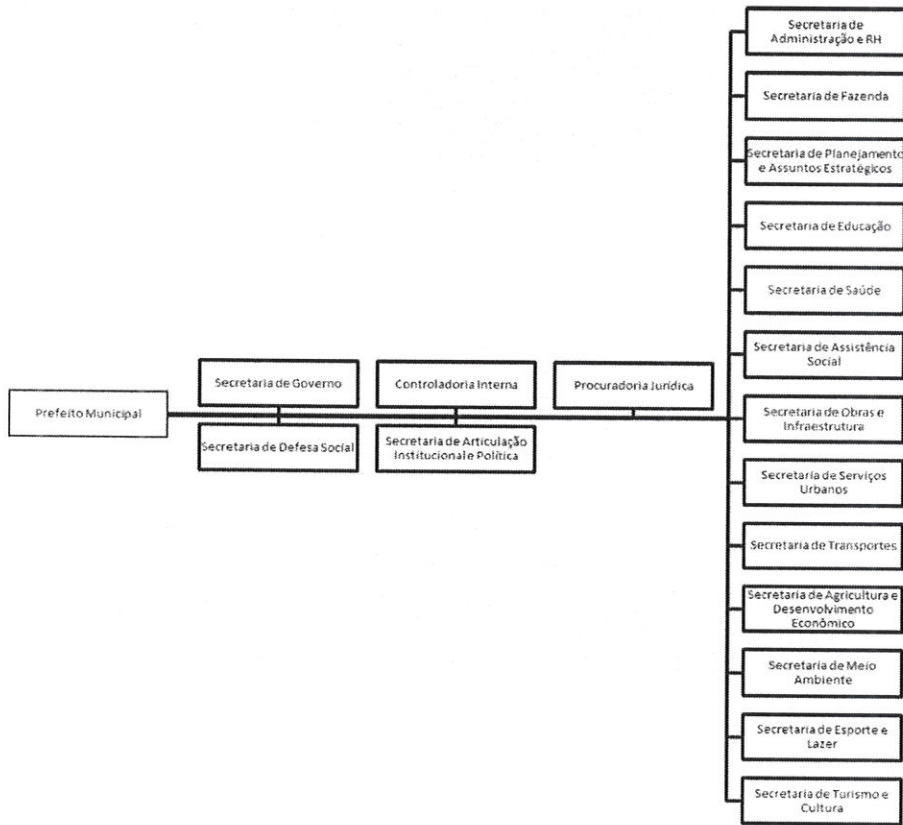 Prefeito Municipal
Secretaria de Governo
Secretaria de Defesa Social
Controladoria Interna
Secretaria de Articulação
Institucional e Política
Procuradoria Jurídica
Secretaria de
Administração e RH
Secretaria de Fazenda
Secretaria de Planejamento
e Assuntos Estratégicos
Secretaria de Educação
Secretaria de Saúde
Secretaria de Assistência
Social
Secretaria de Obras e
Infraestrutura
Secretaria de Serviços
Urbanos
Secretaria de Transportes
Secretaria de Agricultura e
Desenvolvimento
Econômico
Secretaria de Meio
Ambiente
Secretaria de Esporte e
Lazer
Secretaria de Turismo e
Cultura